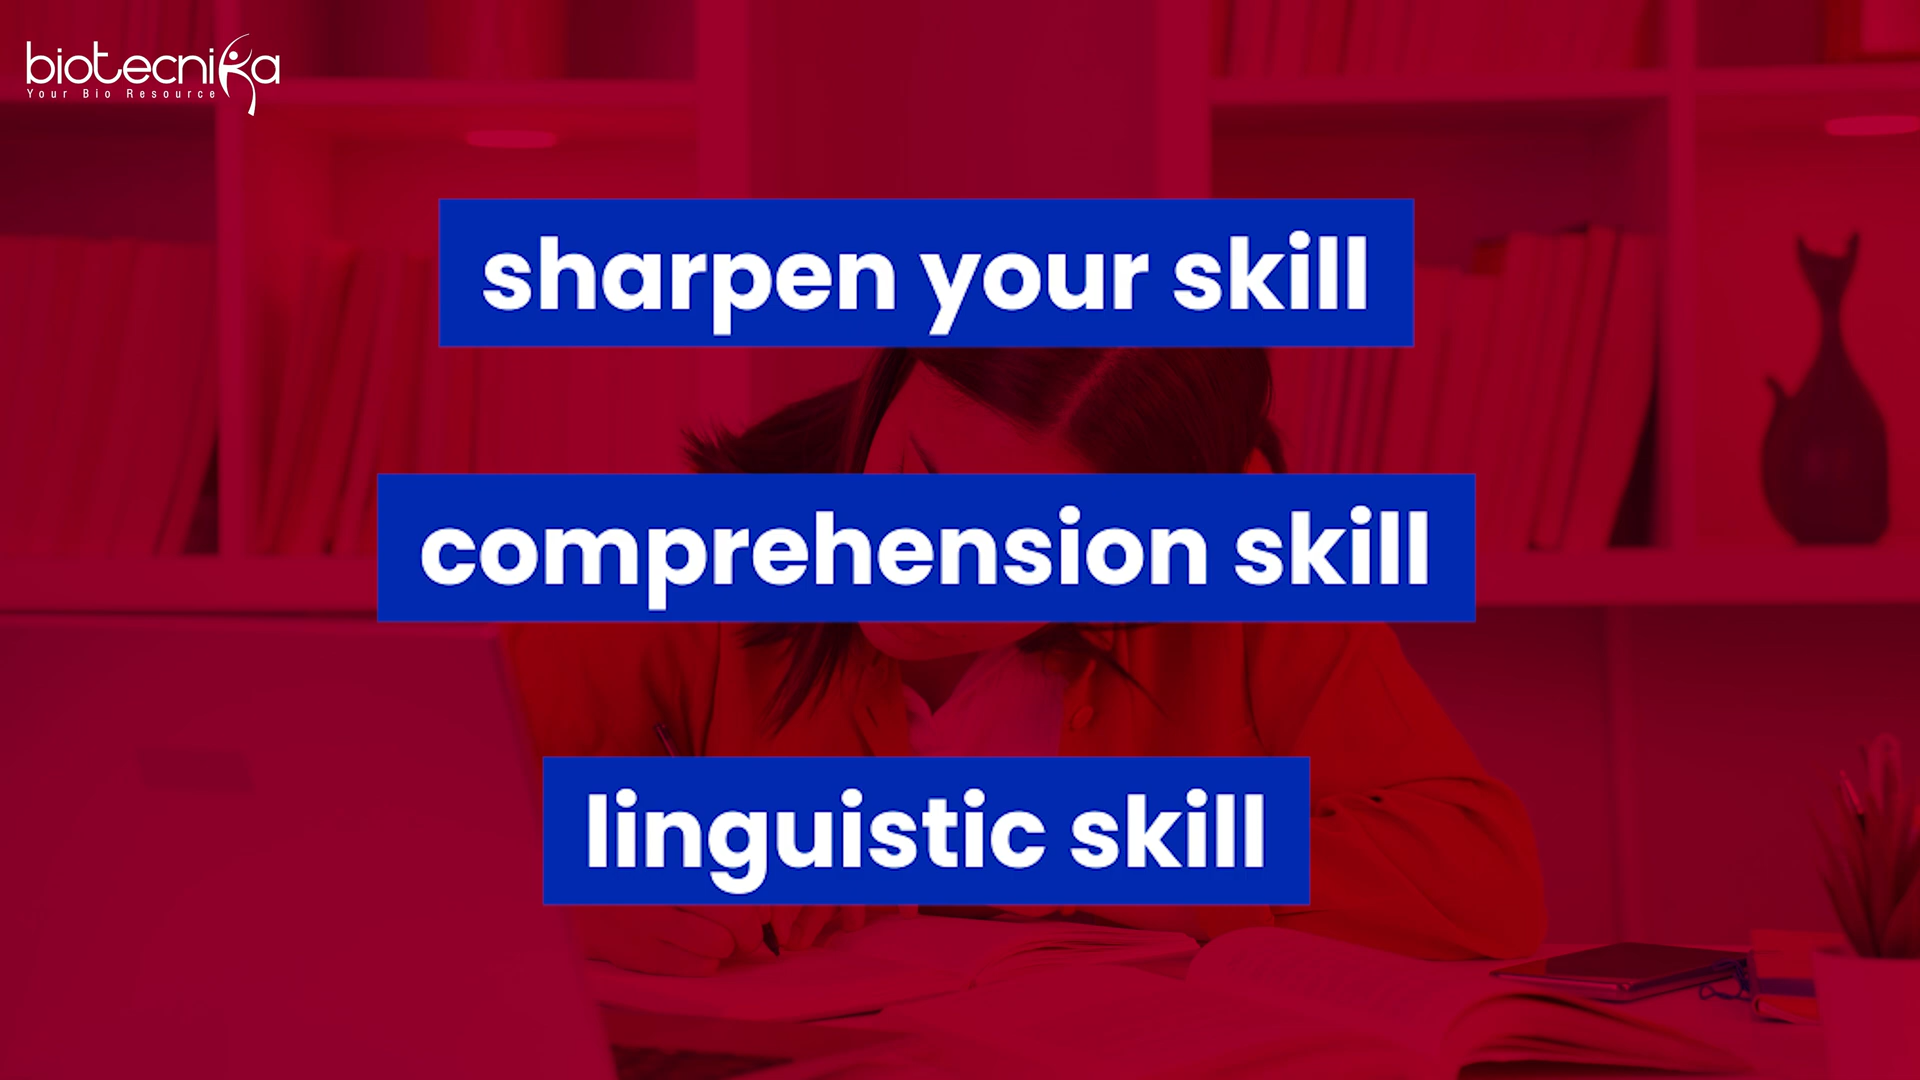 biotecnika
Your Bio Resource
sharpen your skill
comprehension skill
linguistic skill